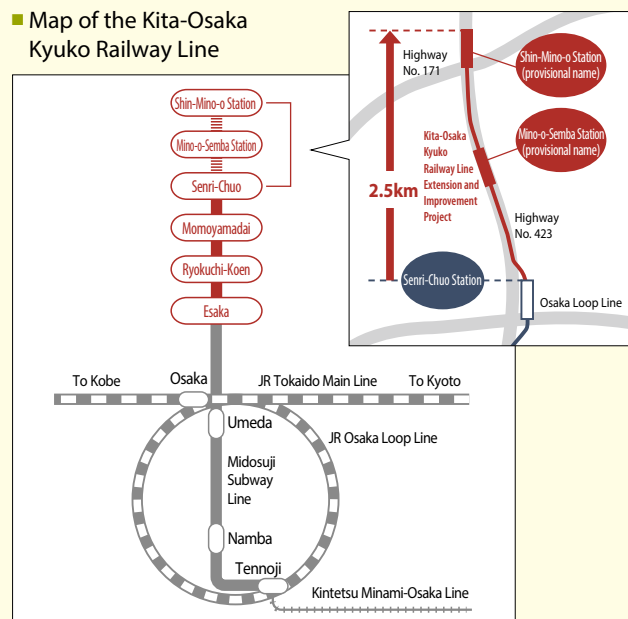 Map of the Kita-Osaka
Kyuko Railway Line
Shin-Mino-o Station
Mino-o-Semba Station
Senri-Chuo
Momoyamadai
Ryokuchi-Koen
Esaka
To Kobe
Osaka
JR Tokaido Main Line
To Kyoto
Umeda
JR Osaka Loop Line
Midosuji
Subway
Line
Namba
Tennoji
Kintetsu Minami-Osaka Line
Highway
No. 171
Shin-Mino-o Station
(provisional name)
Mino-o-Semba Station
(provisional name)
2.5km
Kita-Osaka
Kyuko
Railway Line
Extension and
Improvement
Project
Highway
No. 423
Senri-Chuo Station
Osaka Loop Line